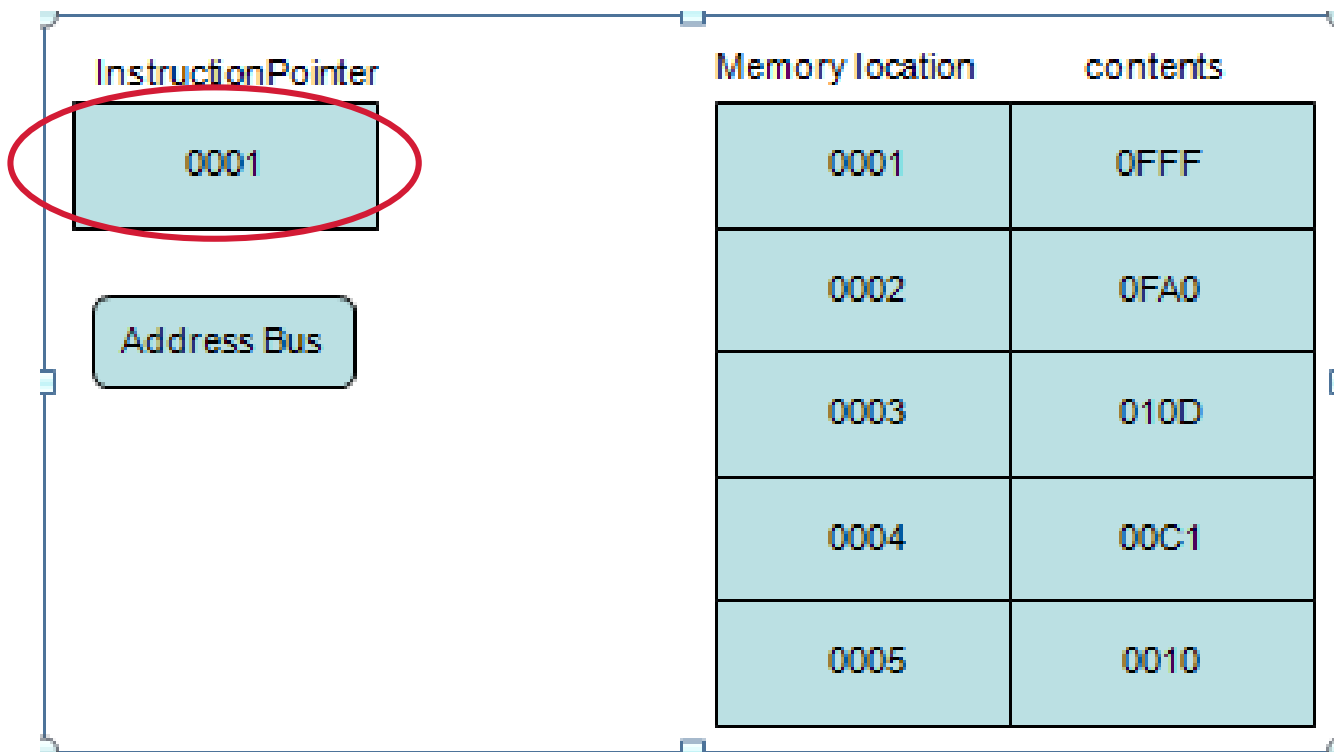 InstructionPointer
0001
Address Bus
Memory location contents
0001 0FFF
0002 0FA0
0003 010D
0004 00C1
0005 0010